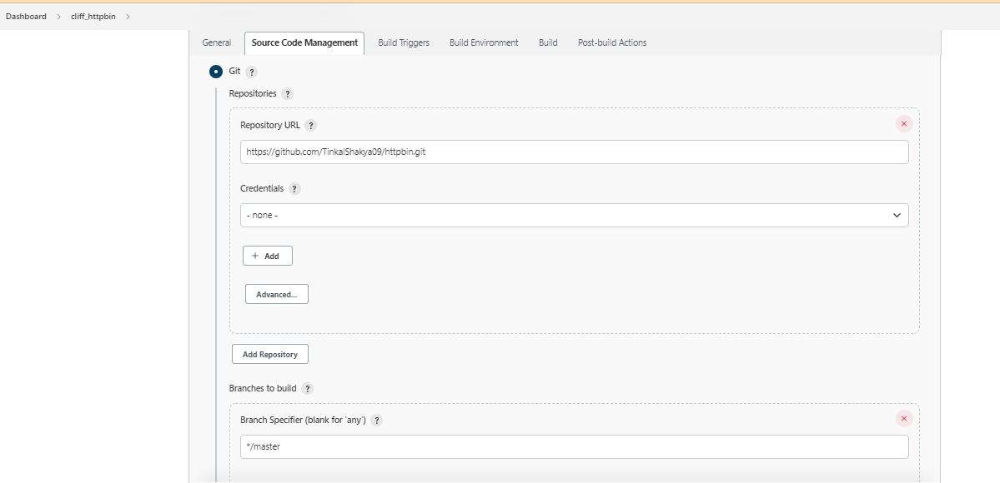 Dashboard > cliff_httpbin >
General Source Code Management Build Triggers Build Environment Build Post-build Actions
Git ?
Repositories ?
Repository URL ?
https://github.com/TinkalShakya09/httpbin.git
Credentials ?
- none -
+ Add
Advanced...
Add Repository
Branches to build ?
Branch Specifier (blank for 'any') ?
*/master